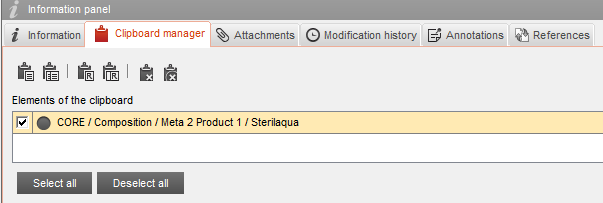 Information panel
Information Clipboard manager Attachments Modification history Annotations References
Elements of the clipboard
CORE / Composition / Meta 2 Product 1 / Sterilaqua
Select all Deselect all